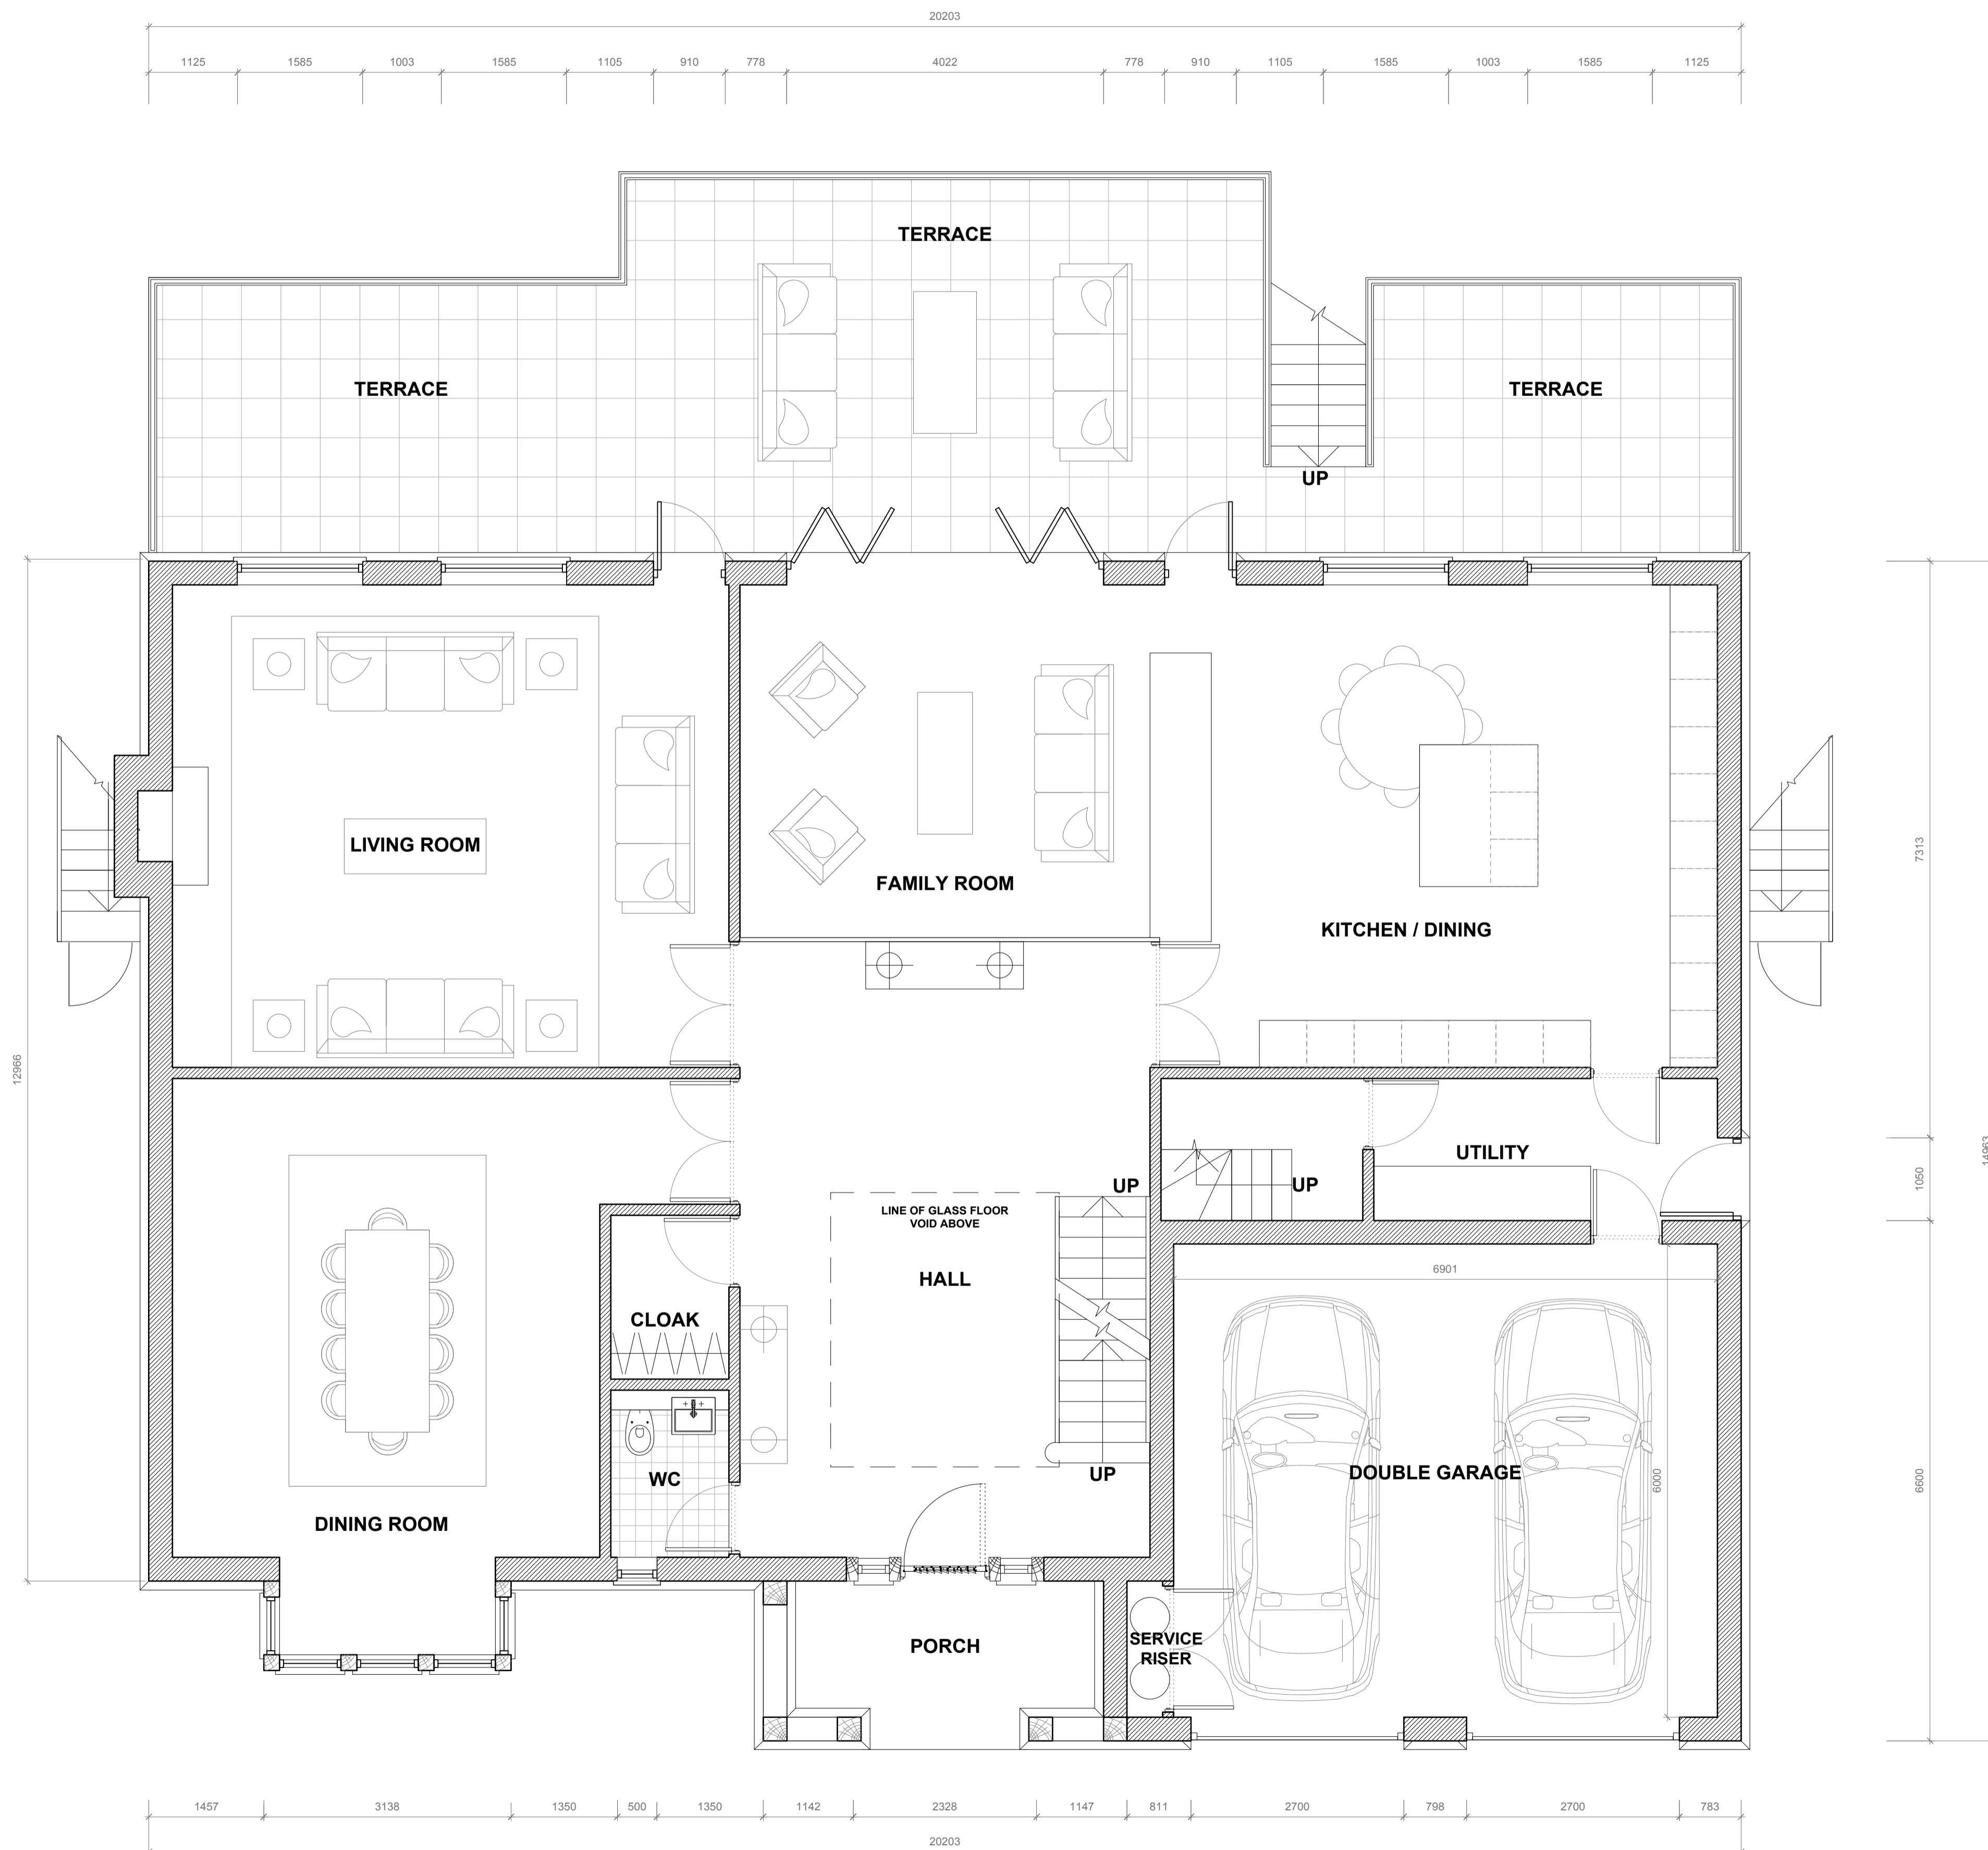 20203
1125 1585 1003 1585 1105 910 778 4022 778 910 1105 1585 1003 1585 1125
TERRACE
TERRACE
TERRACE
UP
LIVING ROOM
FAMILY ROOM
KITCHEN / DINING
7313
12966
14963
UTILITY
UP
UP
1050
LINE OF GLASS FLOOR
VOID ABOVE
HALL
6901
CLOAK
WC
UP
DOUBLE GARAGE
6000
6600
DINING ROOM
PORCH
SERVICE
RISER
1457 3138 1350 500 1350 1142 2328 1147 811 2700 798 2700 783
20203